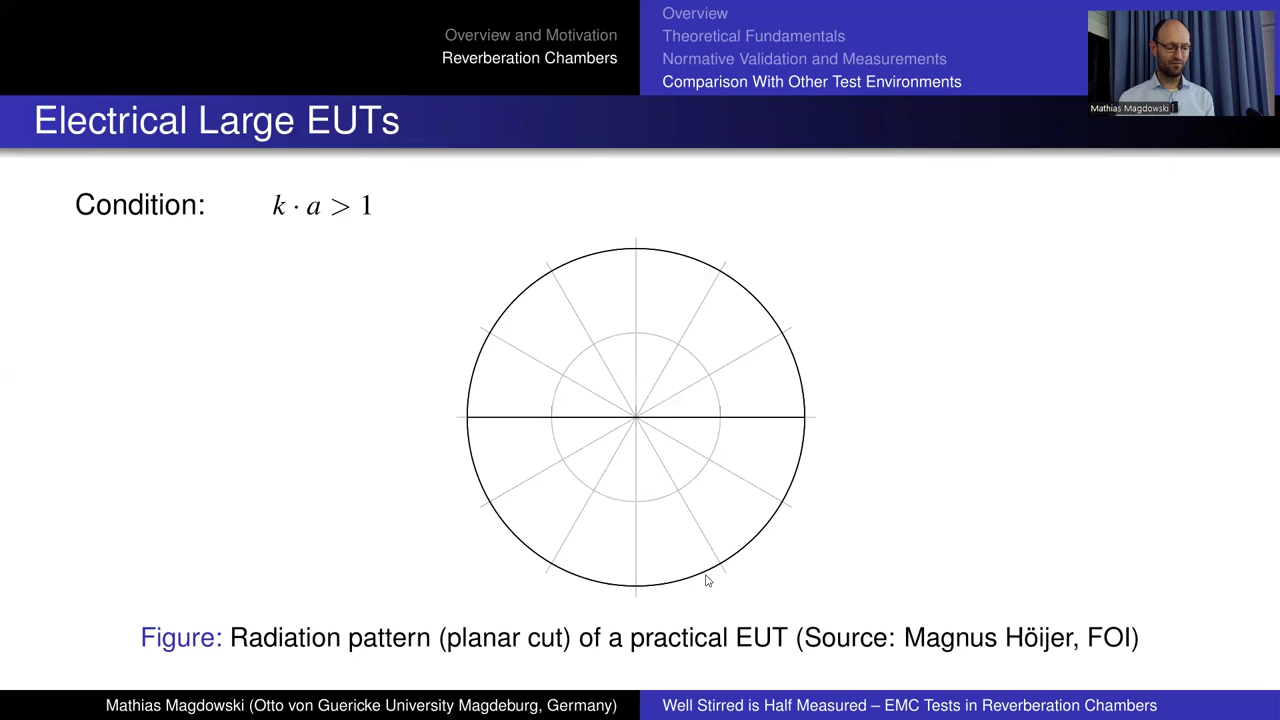 Overview and Motivation
Reverberation Chambers
Overview
Theoretical Fundamentals
Normative Validation and Measurements
Comparison With Other Test Environments
Mathias Magdowski
Electrical Large EUTs
Condition: k · a > 1
Figure: Radiation pattern (planar cut) of a practical EUT (Source: Magnus Höijer, FOI)
Mathias Magdowski (Otto von Guericke University Magdeburg, Germany)
Well Stirred is Half Measured – EMC Tests in Reverberation Chambers